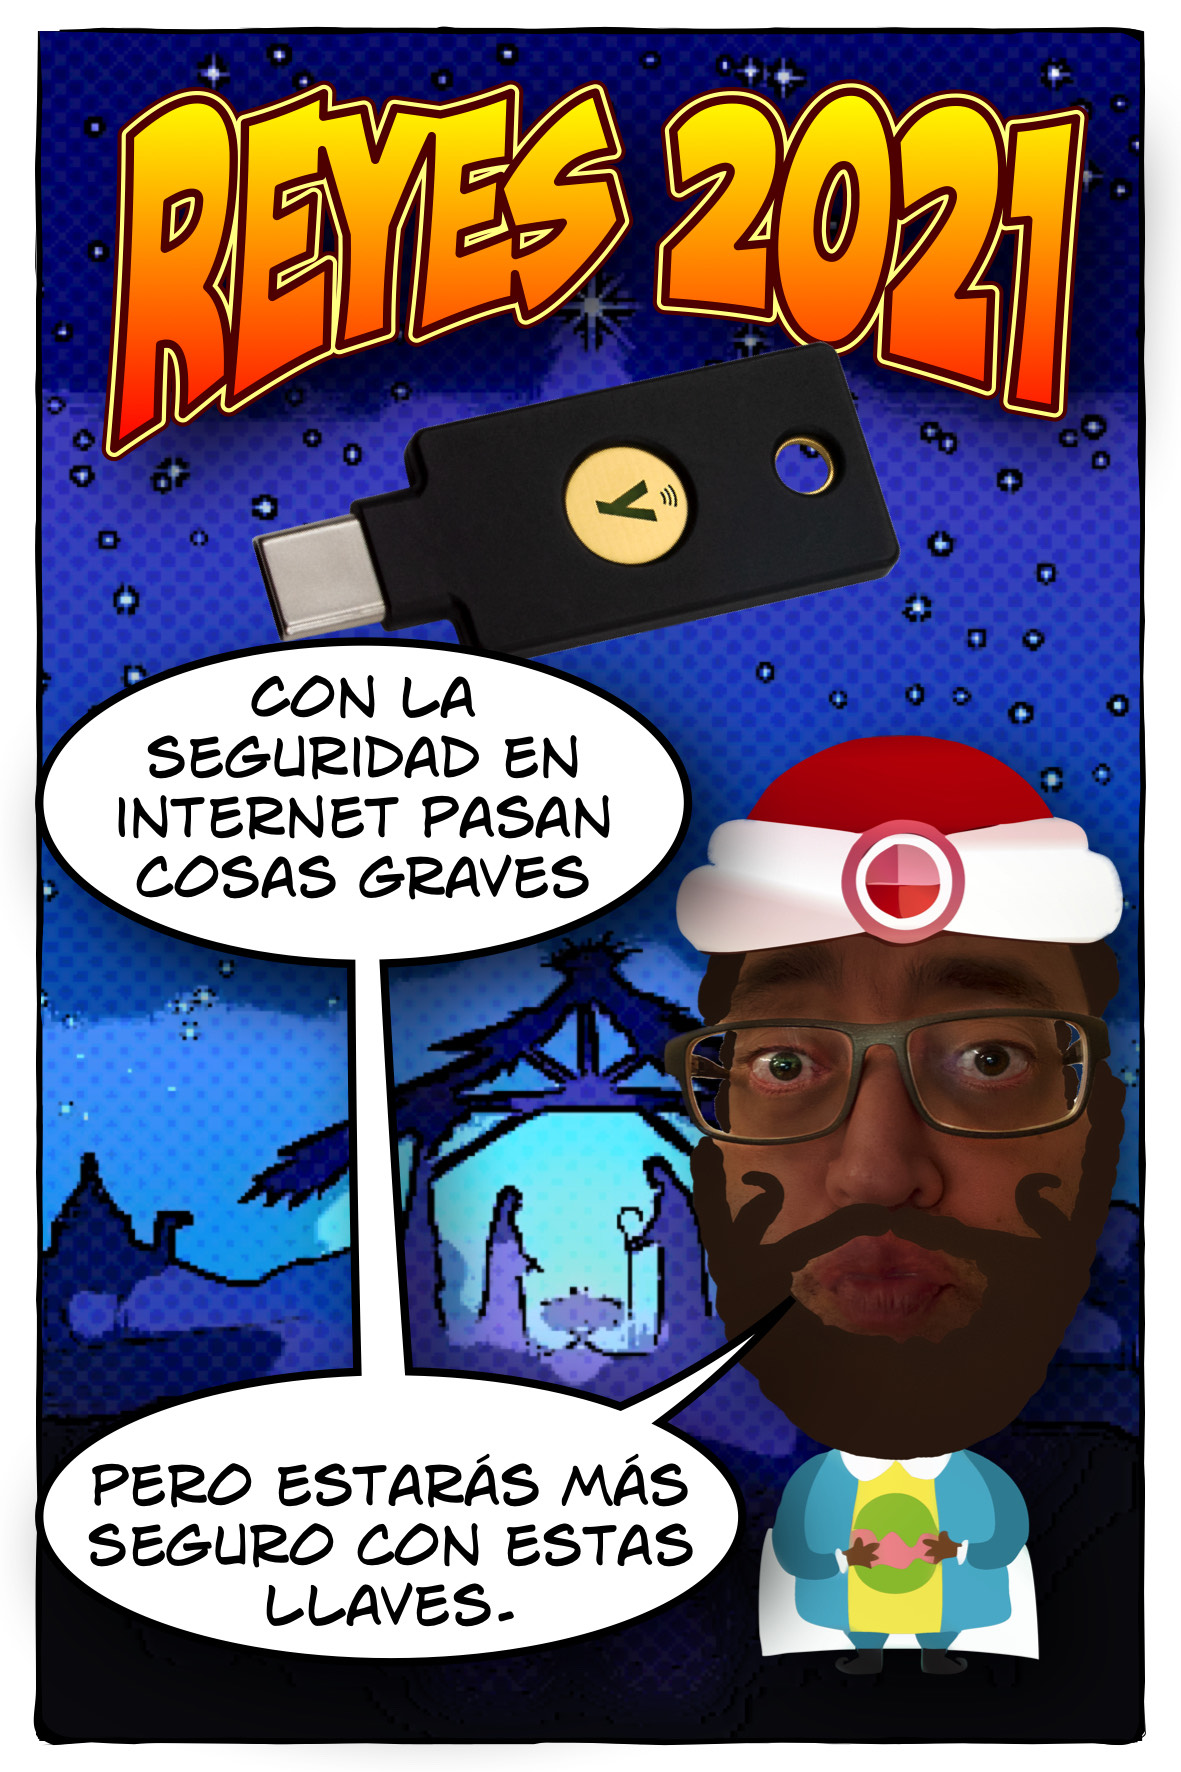 REYES 2021
Y
CON LA
SEGURIDAD EN
INTERNET PASAN
COSAS GRAVES
PERO ESTARÁS MÁS
SEGURO CON ESTAS
LLAVES.